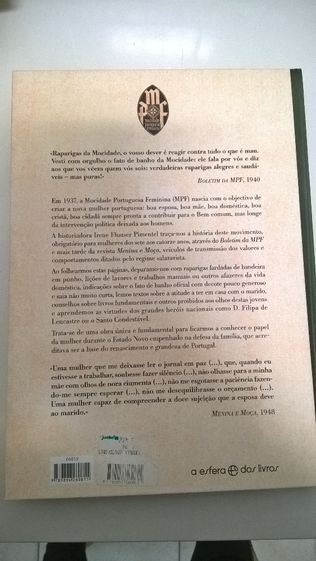 «Raparigas da Mocidade, o vosso dever é reagir contra tudo o que é mau.
Vesti com orgulho o fato de banho da Mocidade: ele fala por vós e diz
aos que vos vêem quem vós sois: verdadeiras raparigas alegres e saudá-
veis – mas puras!»
BOLETIM DA MPF, 1940
Em 1937, a Mocidade Portuguesa Feminina (MPF) nascia com o objectivo de
criar a nova mulher portuguesa: boa esposa, boa mãe, boa doméstica, boa
cristã, boa cidadã sempre pronta a contribuir para o Bem comum, mas longe
da intervenção política deixada aos homens.
A historiadora Irene Flunser Pimentel traça-nos a história deste movimento,
obrigatório para mulheres dos sete aos catorze anos, através do Boletim da MPF
e mais tarde da revista Menina e Moça, veículos de transmissão dos valores e
comportamentos ditados pelo regime salazarista.
Ao folhearmos estas páginas, deparamo-nos com raparigas fardadas de bandeira
em punho, lições de lavores e trabalhos manuais ou outros afazeres da vida
doméstica, indicações sobre o fato de banho oficial com decote pouco generoso
e saia não muito curta, lemos textos sobre a atitude a ter em casa com o marido,
conselhos sobre livros fundamentais e outros proibidos aos olhos destas jovens
e aprendemos as virtudes das grandes heróis nacionais como D. Filipa de
Lencastre ou o Santo Condestável.
Trata-se de uma obra única e fundamental para ficarmos a conhecer o papel
da mulher durante o Estado Novo empenhado na defesa da família, que acre-
ditava ser a base do renascimento e grandeza de Portugal.
«Uma mulher que me deixasse ler o jornal em paz (...), que, quando eu
estivesse a trabalhar, soubesse fazer silêncio (...), não olhasse para a minha
mãe com olhos de nora ciumenta (...), não me esgotasse a paciência fazen-
do-me sempre esperar (...), não me desequilibrasse o orçamento (...).
Uma mulher capaz de compreender a doce sujeição que a esposa deve
ao marido.»
MENINA E MOÇA, 1948
a esfera dos livros